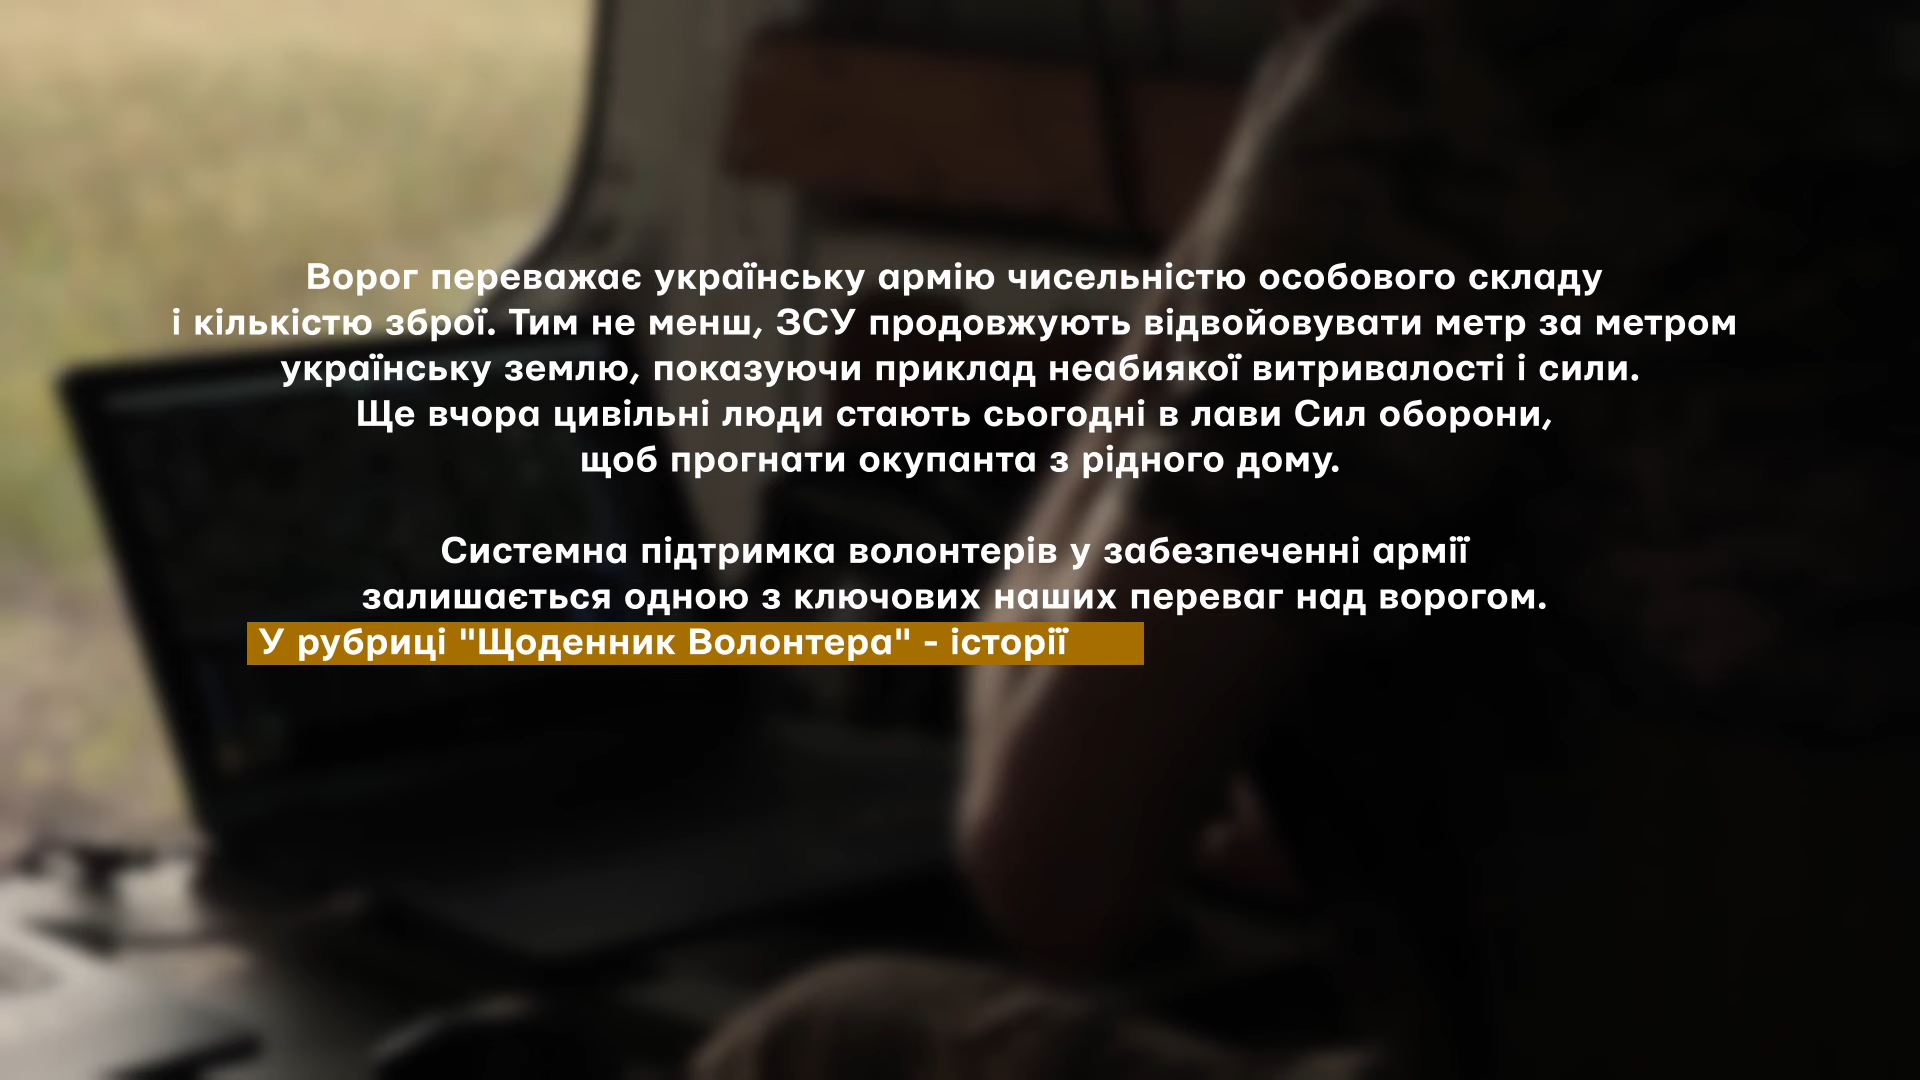 Ворог переважає українську армію чисельністю особового складу
і кількістю зброї. Тим не менш, ЗСУ продовжують відвойовувати метр за метром
українську землю, показуючи приклад неабиякої витривалості і сили.
Ще вчора цивільні люди стають сьогодні в лави Сил оборони,
щоб прогнати окупанта з рідного дому.
Системна підтримка волонтерів у забезпеченні армії
залишається одною з ключових наших переваг над ворогом.
У рубриці "Щоденник Волонтера" - історії